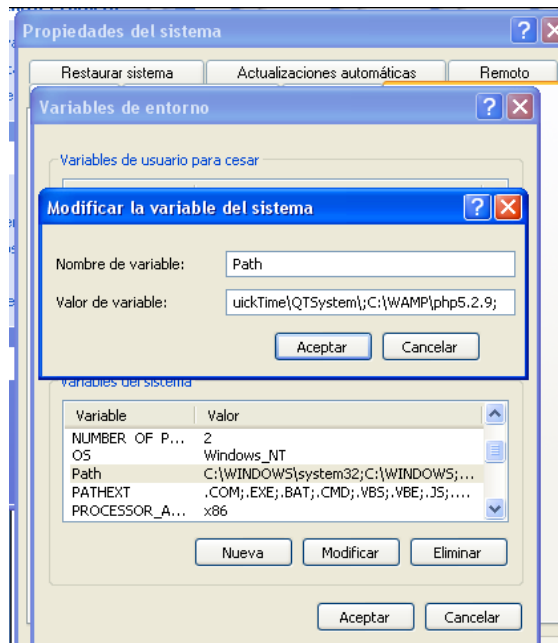 Propiedades del sistema
Restaurar sistema Actualizaciones automáticas Remoto
Variables de entorno
Variables de usuario para cesar
Modificar la variable del sistema
Nombre de variable: Path
Valor de variable: uickTime\QTSystem\;C:\WAMP\php5.2.9;
Aceptar Cancelar
Variables del sistema
Variable Valor
NUMBER_OF_P... 2
OS Windows_NT
Path C:\WINDOWS\system32;C:\WINDOWS;...
PATHEXT .COM;.EXE;.BAT;.CMD;.VBS;.VBE;.JS;....
PROCESSOR_A... x86
Nueva Modificar Eliminar
Aceptar Cancelar